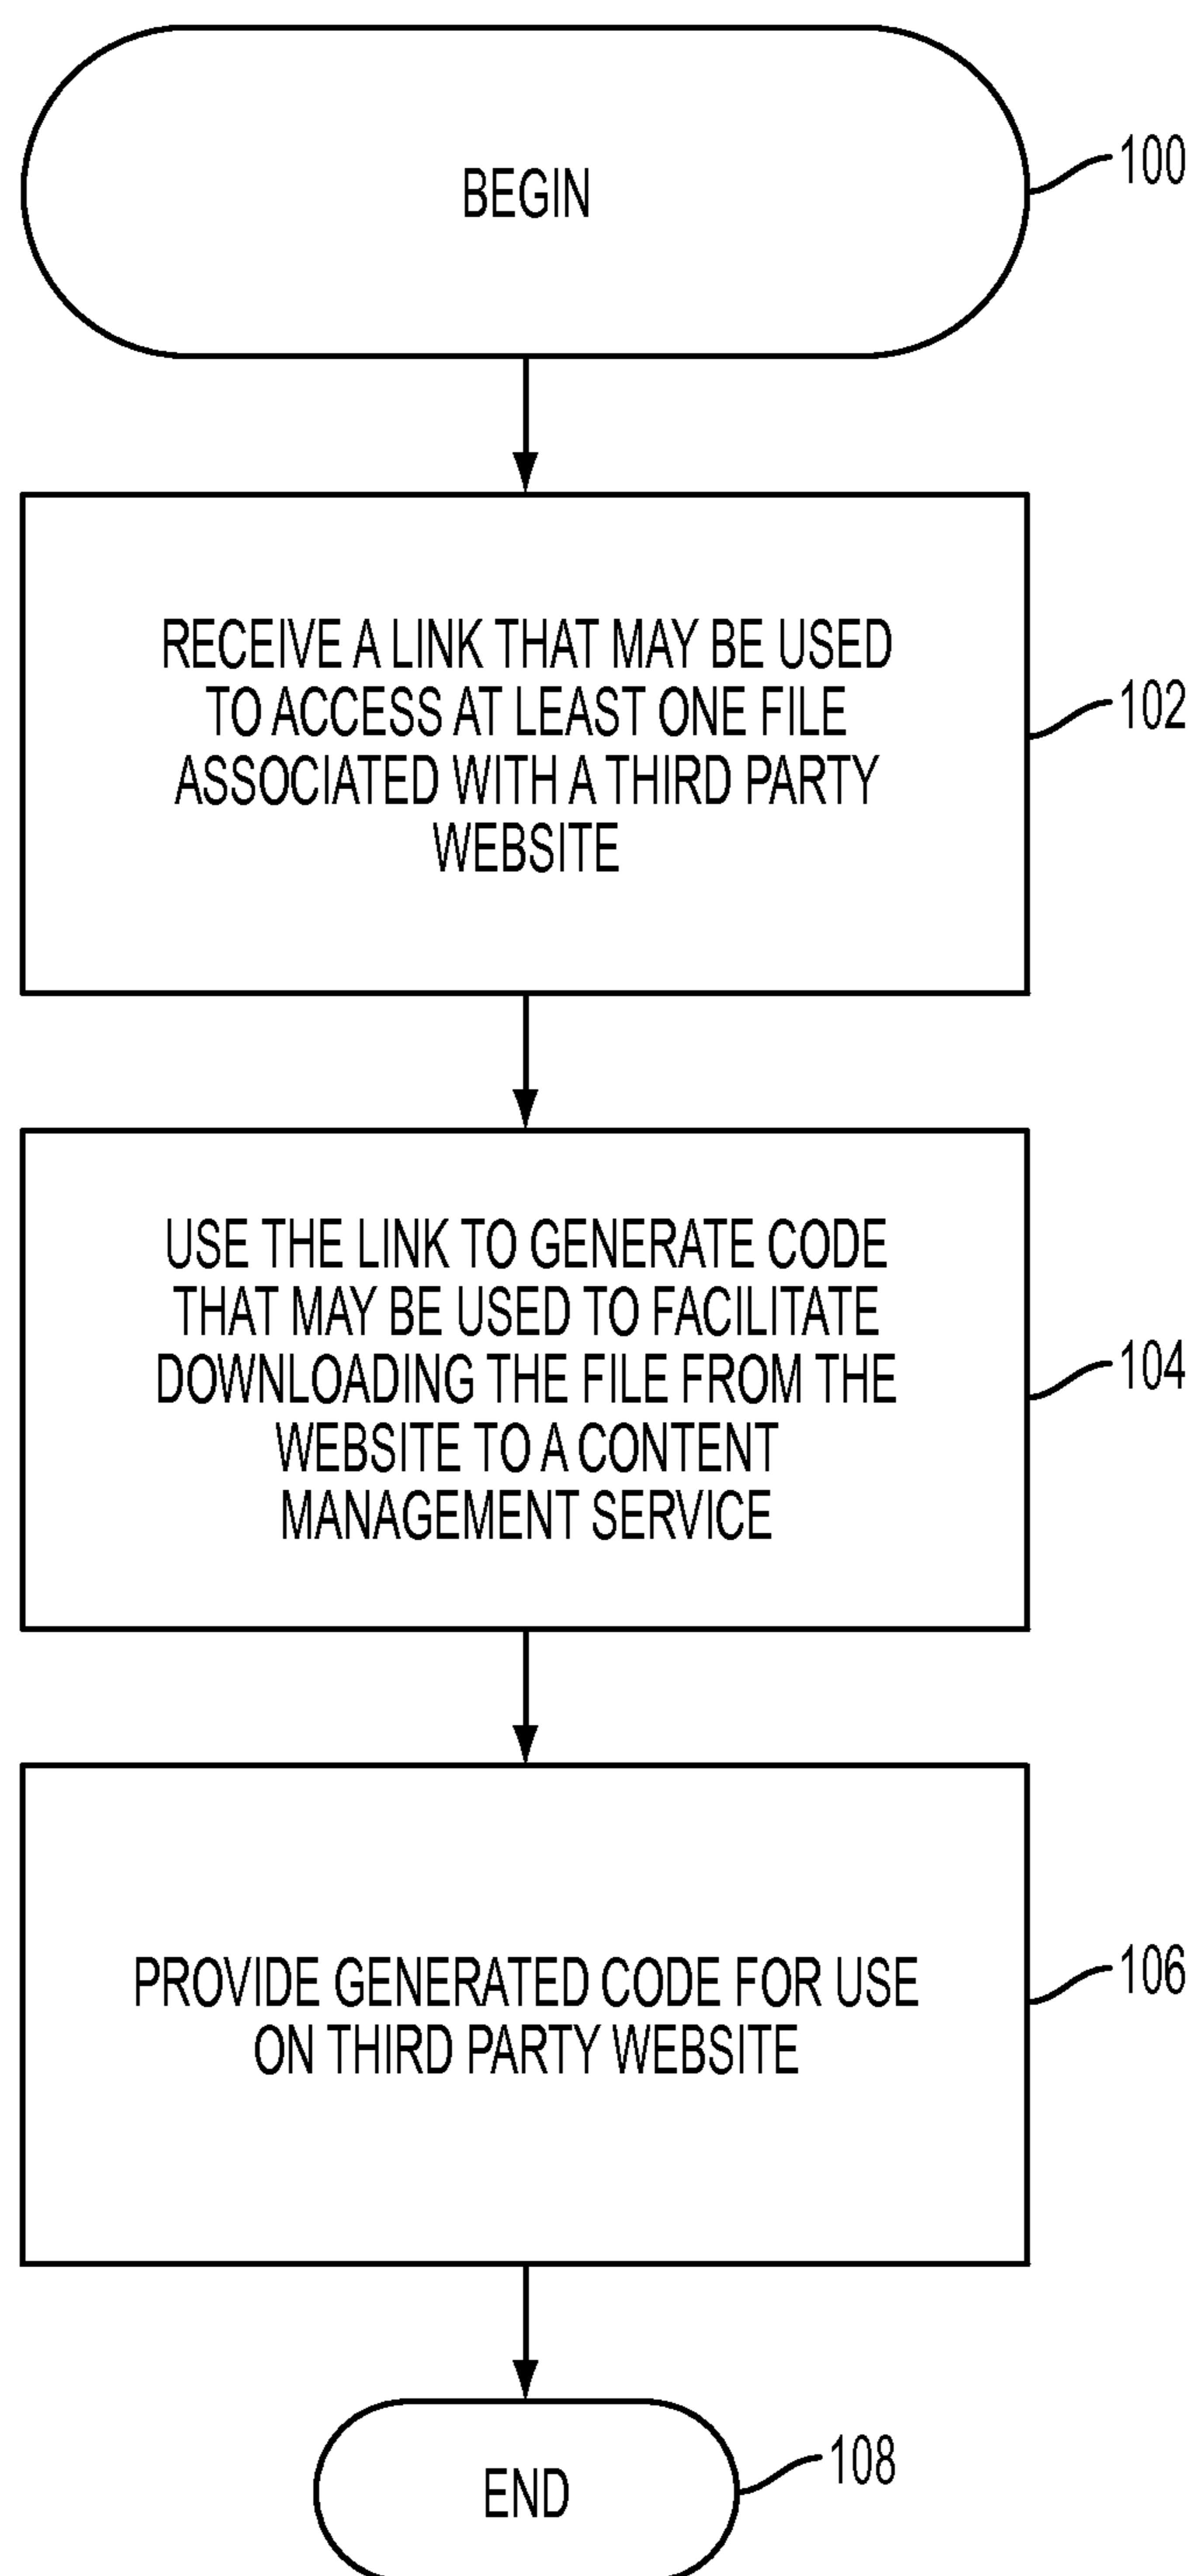 BEGIN
100
RECEIVE A LINK THAT MAY BE USED
TO ACCESS AT LEAST ONE FILE
ASSOCIATED WITH A THIRD PARTY
WEBSITE
102
USE THE LINK TO GENERATE CODE
THAT MAY BE USED TO FACILITATE
DOWNLOADING THE FILE FROM THE
WEBSITE TO A CONTENT
MANAGEMENT SERVICE
104
PROVIDE GENERATED CODE FOR USE
ON THIRD PARTY WEBSITE
106
END
108